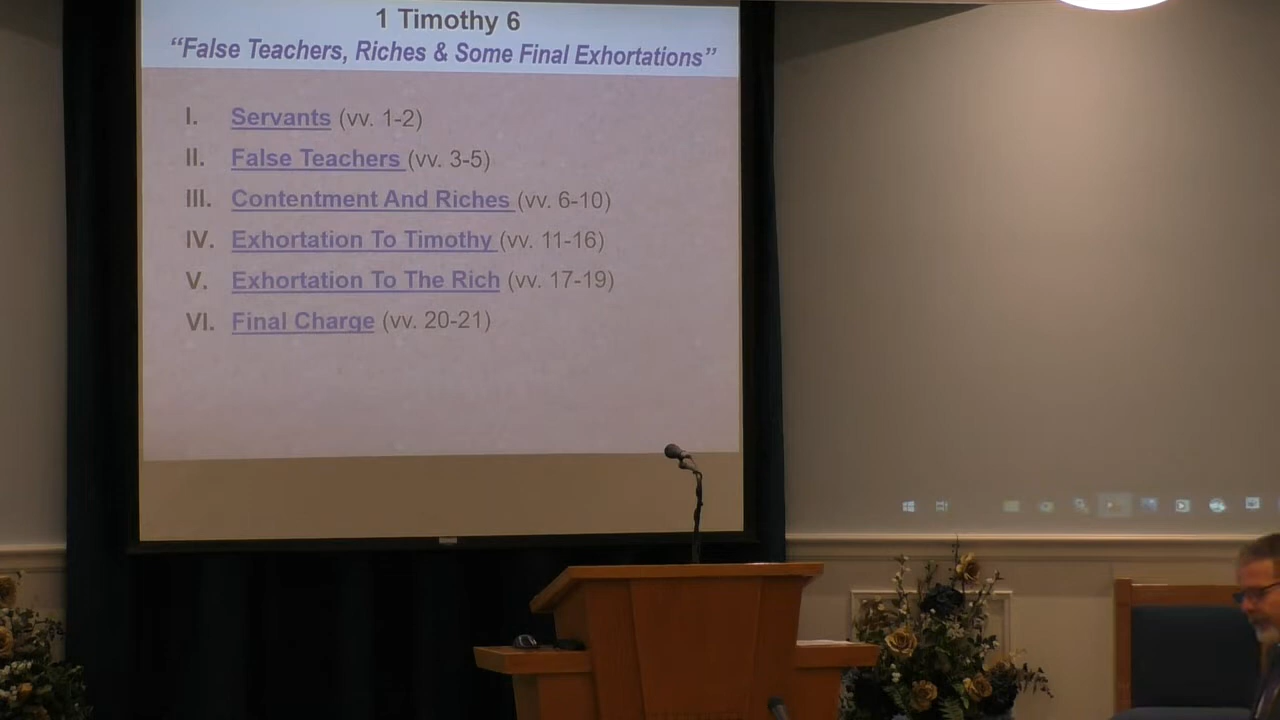 1 Timothy 6
“False Teachers, Riches & Some Final Exhortations”
I. Servants (vv. 1-2)
II. False Teachers (vv. 3-5)
III. Contentment And Riches (vv. 6-10)
IV. Exhortation To Timothy (vv. 11-16)
V. Exhortation To The Rich (vv. 17-19)
VI. Final Charge (vv. 20-21)